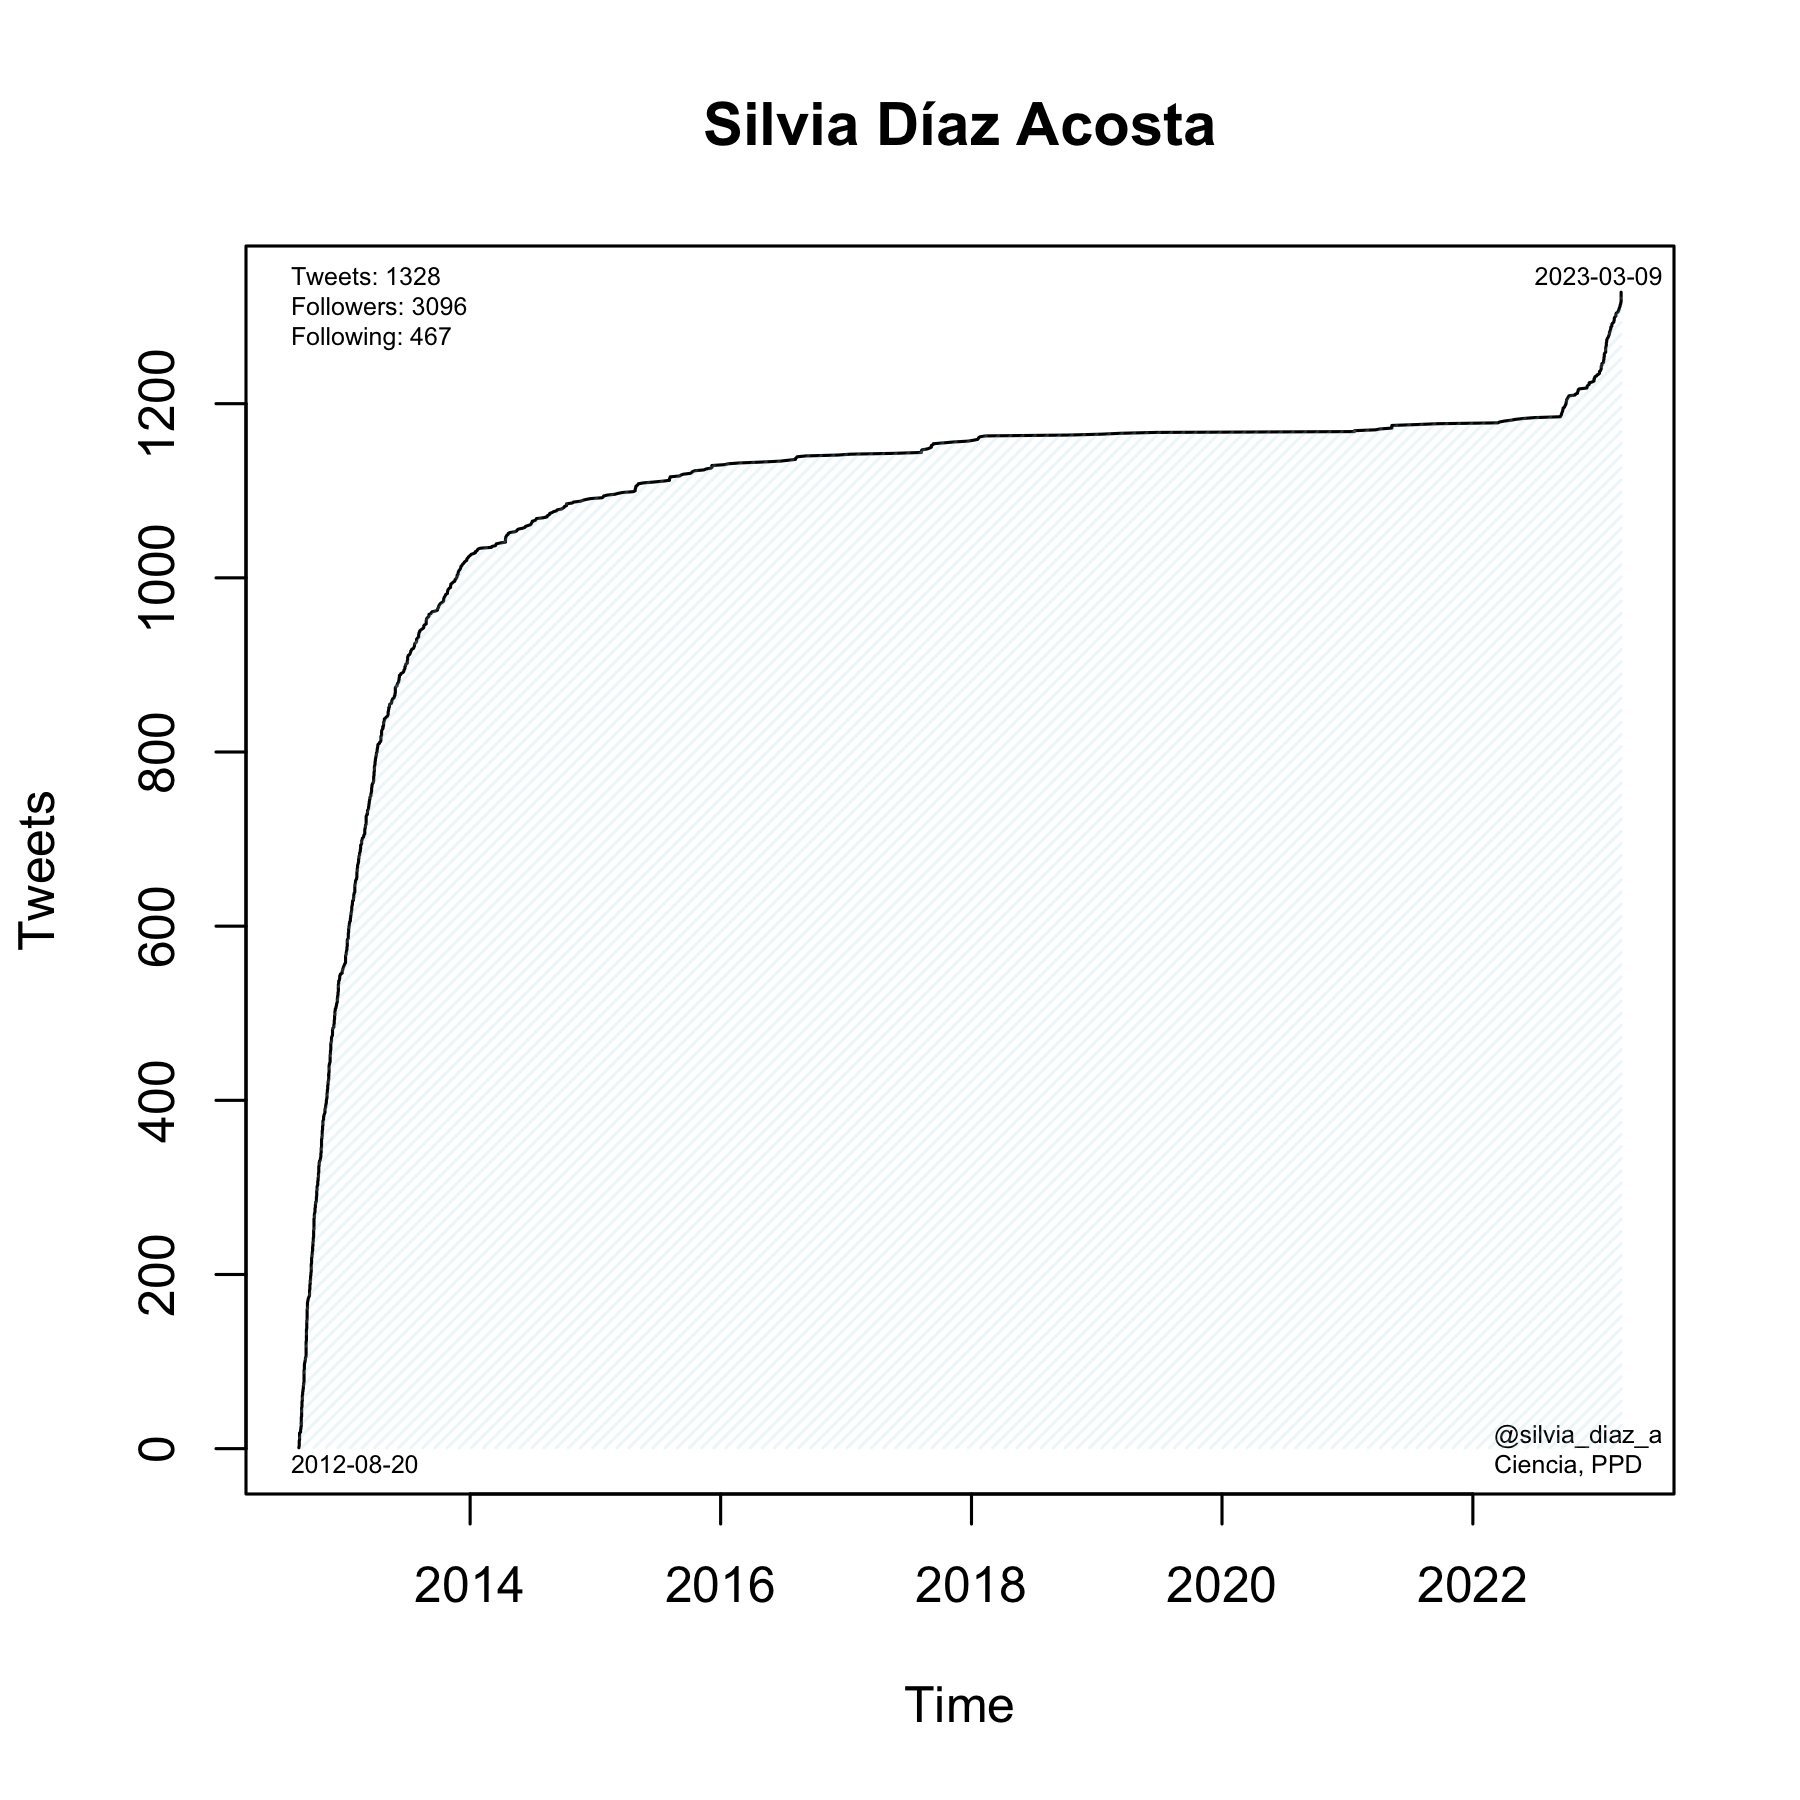 Silvia Díaz Acosta
Tweets: 1328
Followers: 3096
Following: 467
2023-03-09
Tweets
1200
1000
800
600
400
200
0
2012-08-20
@silvia_diaz_a
Ciencia, PPD
2014 2016 2018 2020 2022
Time